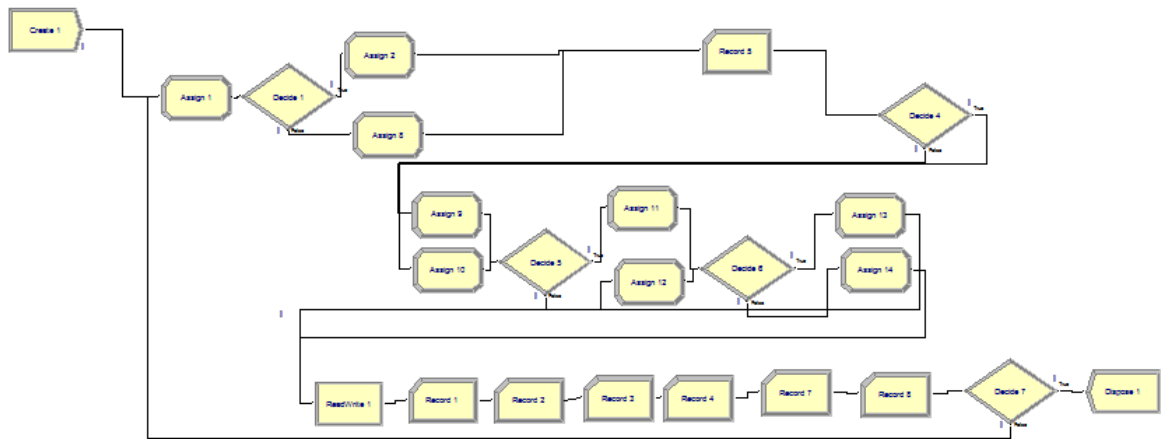 Create 1
Assign 2
Record 5
True
Assign 1
Decide 1
True
Decide 4
False
Assign 8
False
Assign 9
Assign 11
Assign 13
True
True
Assign 10
Decide 5
Assign 12
Decide 6
Assign 14
False
False
ReadWrite 1
Record 1
Record 2
Record 3
Record 4
Record 7
Record 8
Decide 7
True
Dispose 1
False